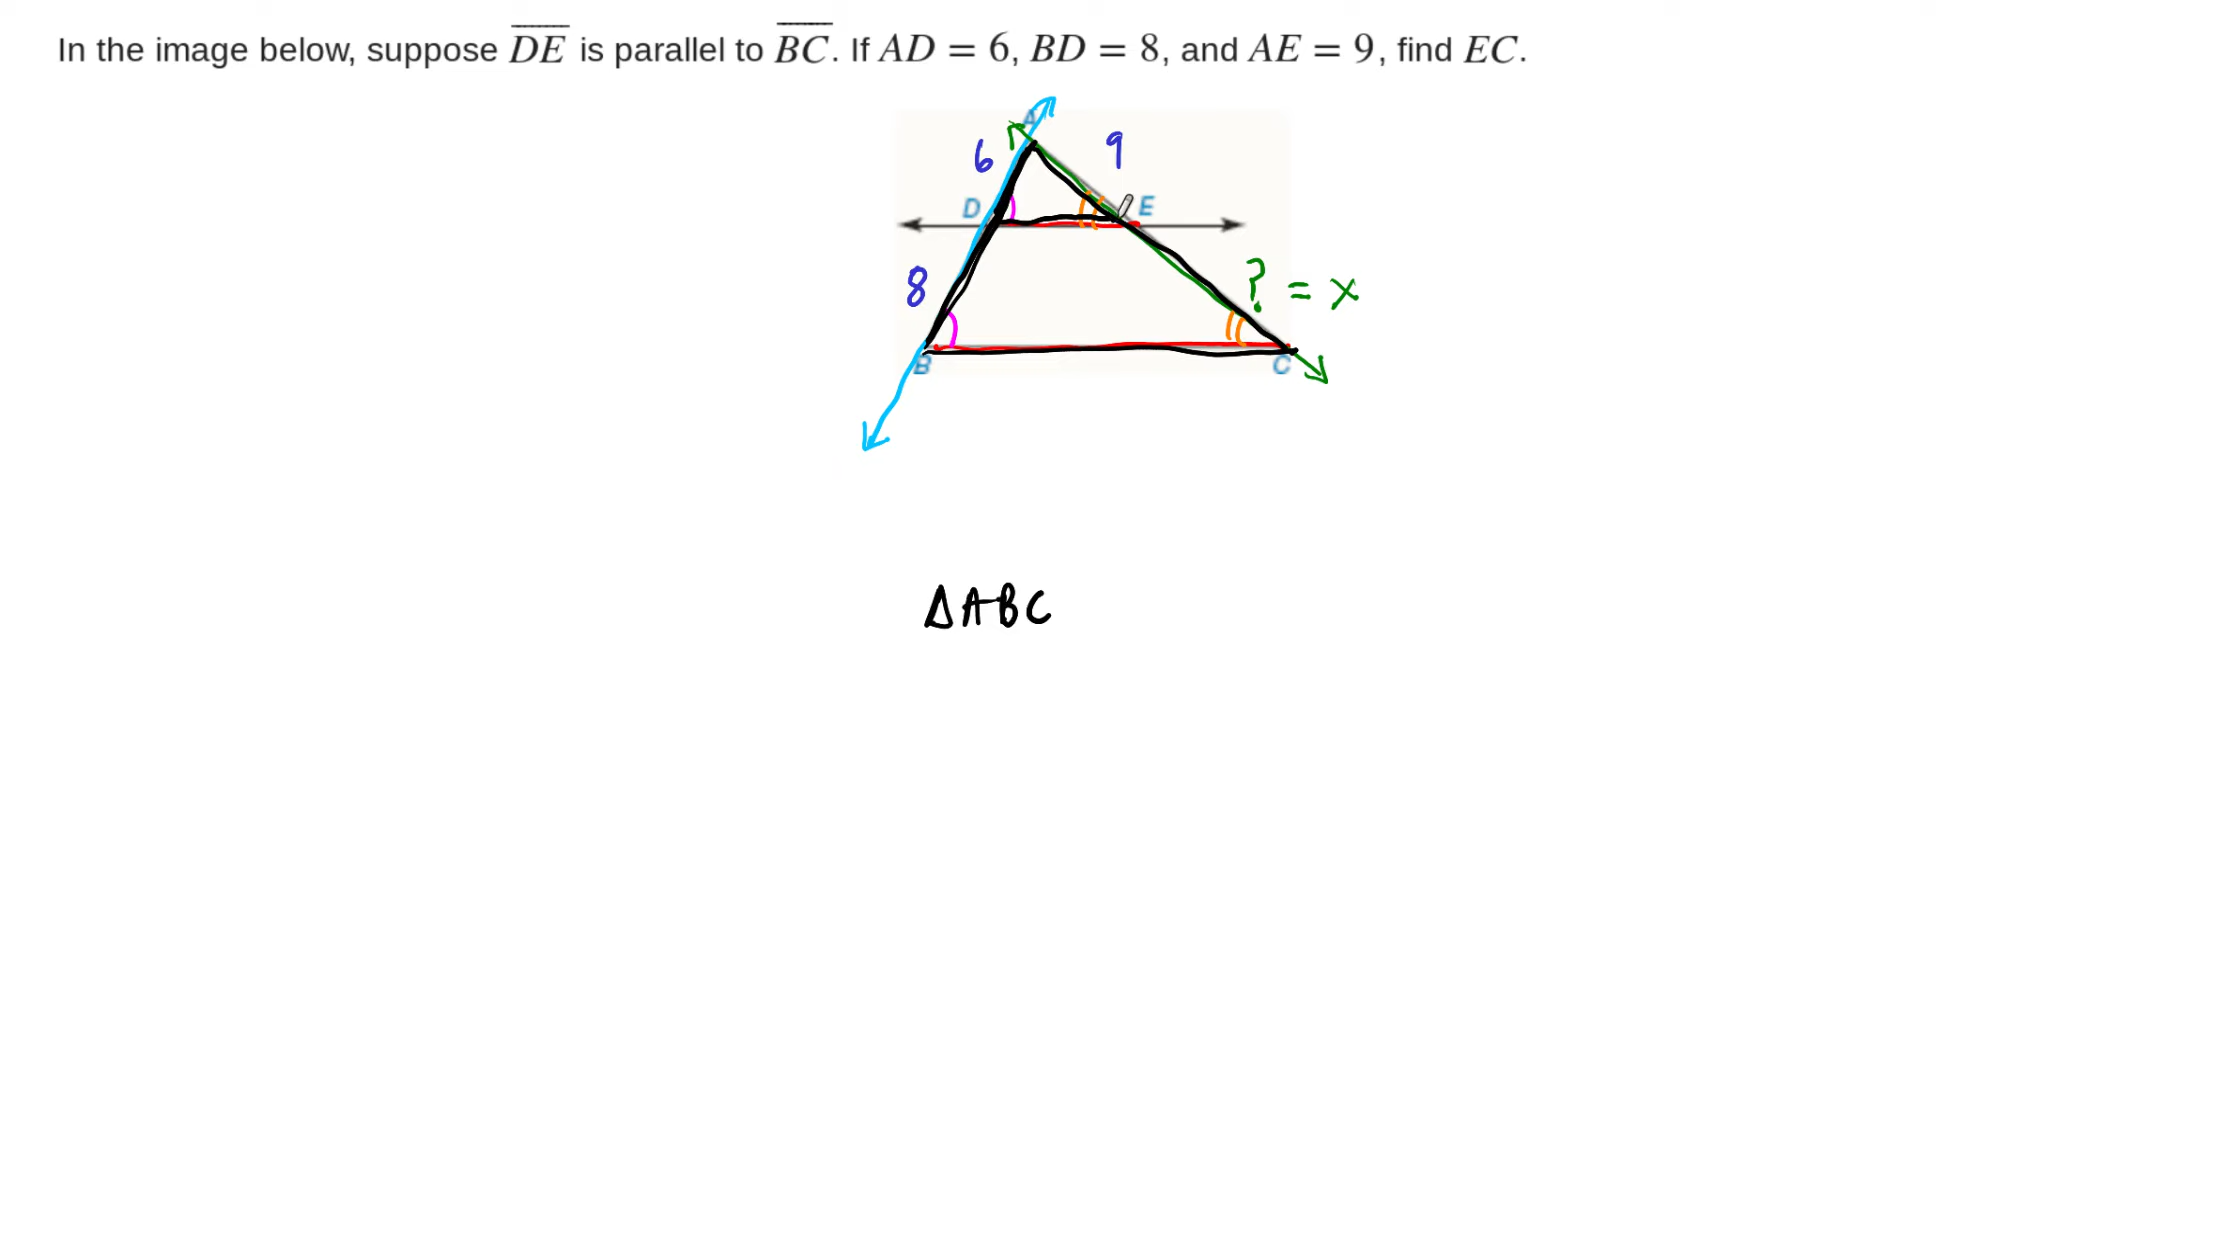 In the image below, suppose DE is parallel to BC. If AD = 6, BD = 8, and AE = 9, find EC.
A
6 9
D E
8 ? = x
B C
ΔABC